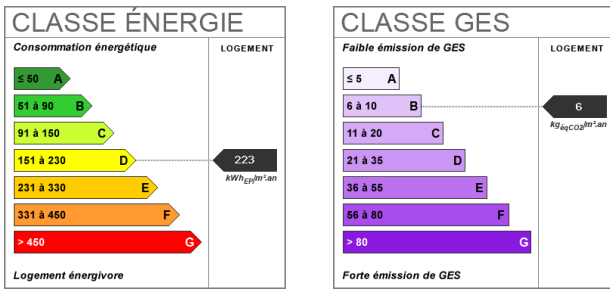 CLASSE ÉNERGIE
Consommation énergétique
LOGEMENT
≤ 50 A
51 à 90 B
91 à 150 C
151 à 230 D
223
kWhEP/m².an
231 à 330 E
331 à 450 F
> 450 G
Logement énergivore
CLASSE GES
Faible émission de GES
LOGEMENT
≤ 5 A
6 à 10 B
6
kgéqCO2/m².an
11 à 20 C
21 à 35 D
36 à 55 E
56 à 80 F
> 80 G
Forte émission de GES